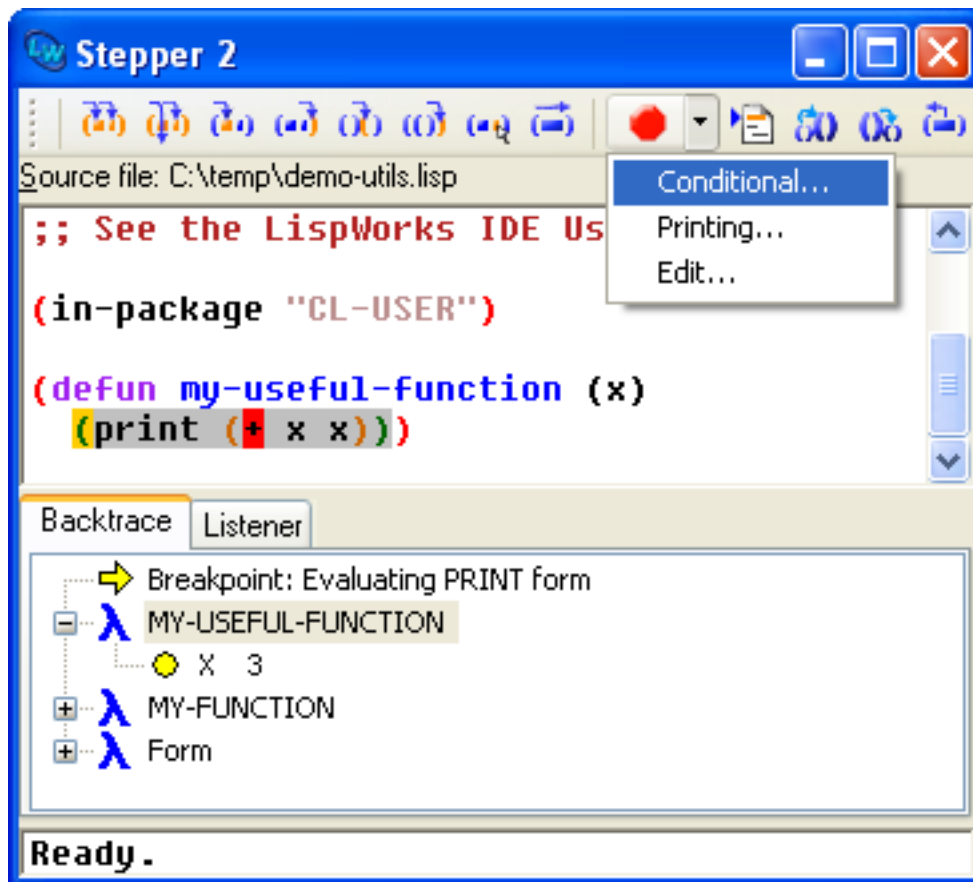 Stepper 2
Source file: C:\temp\demo-utils.lisp
Conditional...
Printing...
Edit...
;; See the LispWorks IDE Us
(in-package "CL-USER")
(defun my-useful-function (x)
(print (+ x x)))
Backtrace Listener
Breakpoint: Evaluating PRINT form
λ MY-USEFUL-FUNCTION
X 3
λ MY-FUNCTION
λ Form
Ready.